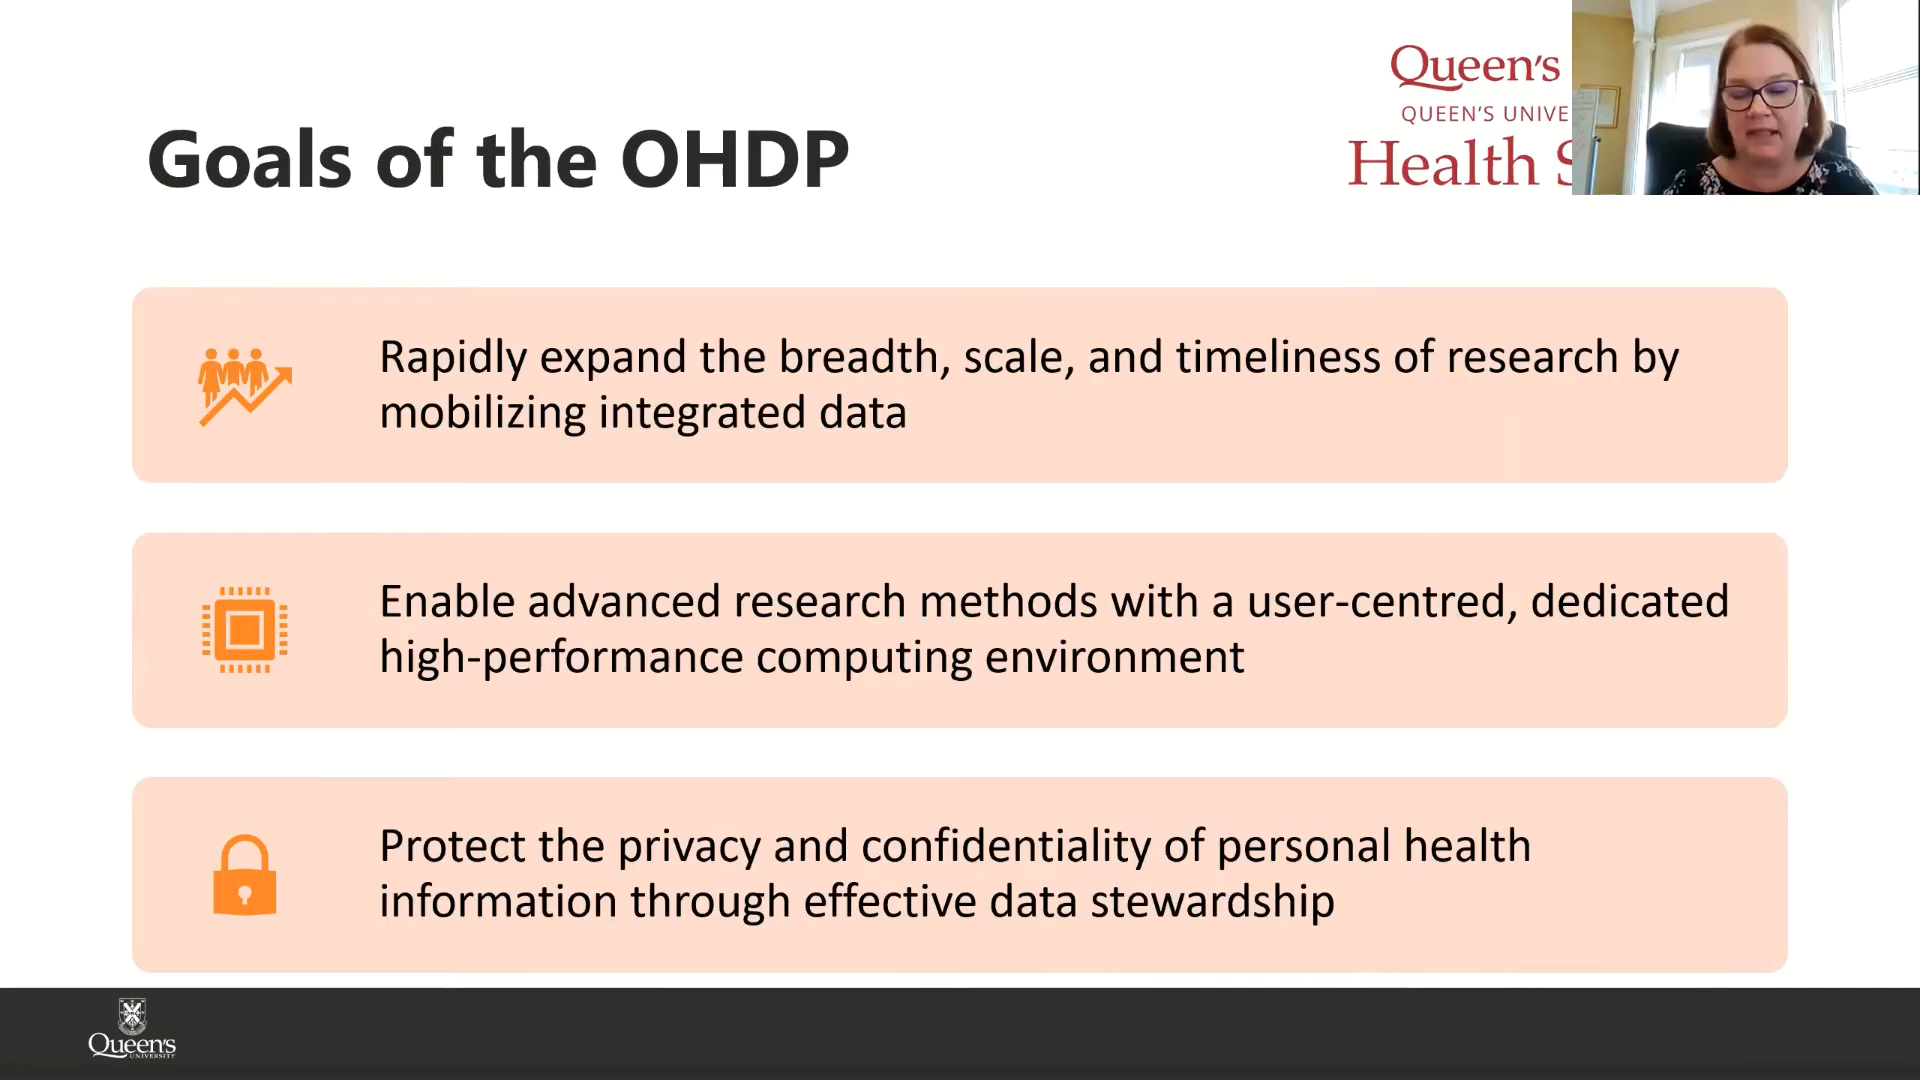 Queen's
QUEEN'S UNIVE
Health S
Goals of the OHDP
Rapidly expand the breadth, scale, and timeliness of research by
mobilizing integrated data
Enable advanced research methods with a user-centred, dedicated
high-performance computing environment
Protect the privacy and confidentiality of personal health
information through effective data stewardship
Queen's
UNIVERSITY